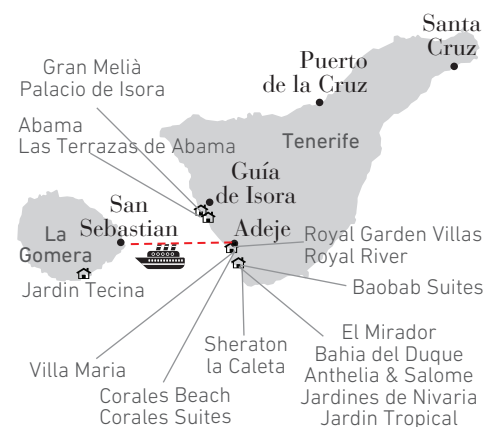 Santa
Cruz
Gran Melià
Palacio de Isora
Puerto
de la Cruz
Abama
Las Terrazas de Abama
Tenerife
Guía
de Isora
San
Sebastian
Adeje
La
Gomera
Royal Garden Villas
Royal River
Jardin Tecina
Baobab Suites
Sheraton
la Caleta
El Mirador
Bahia del Duque
Anthelia & Salome
Jardines de Nivaria
Jardin Tropical
Villa Maria
Corales Beach
Corales Suites